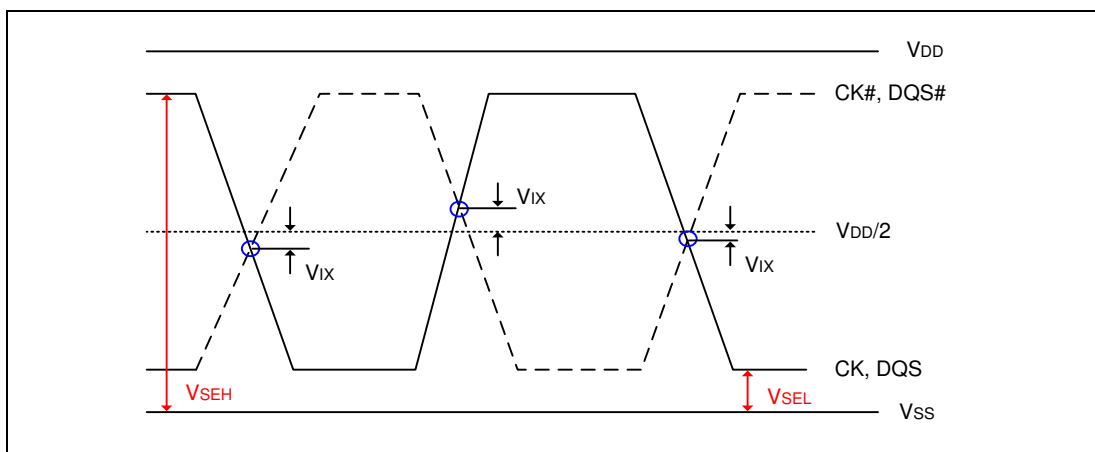 VDD
CK#, DQS#
VIX
VDD/2
VIX
VIX
CK, DQS
VSEH
VSEL
VSS